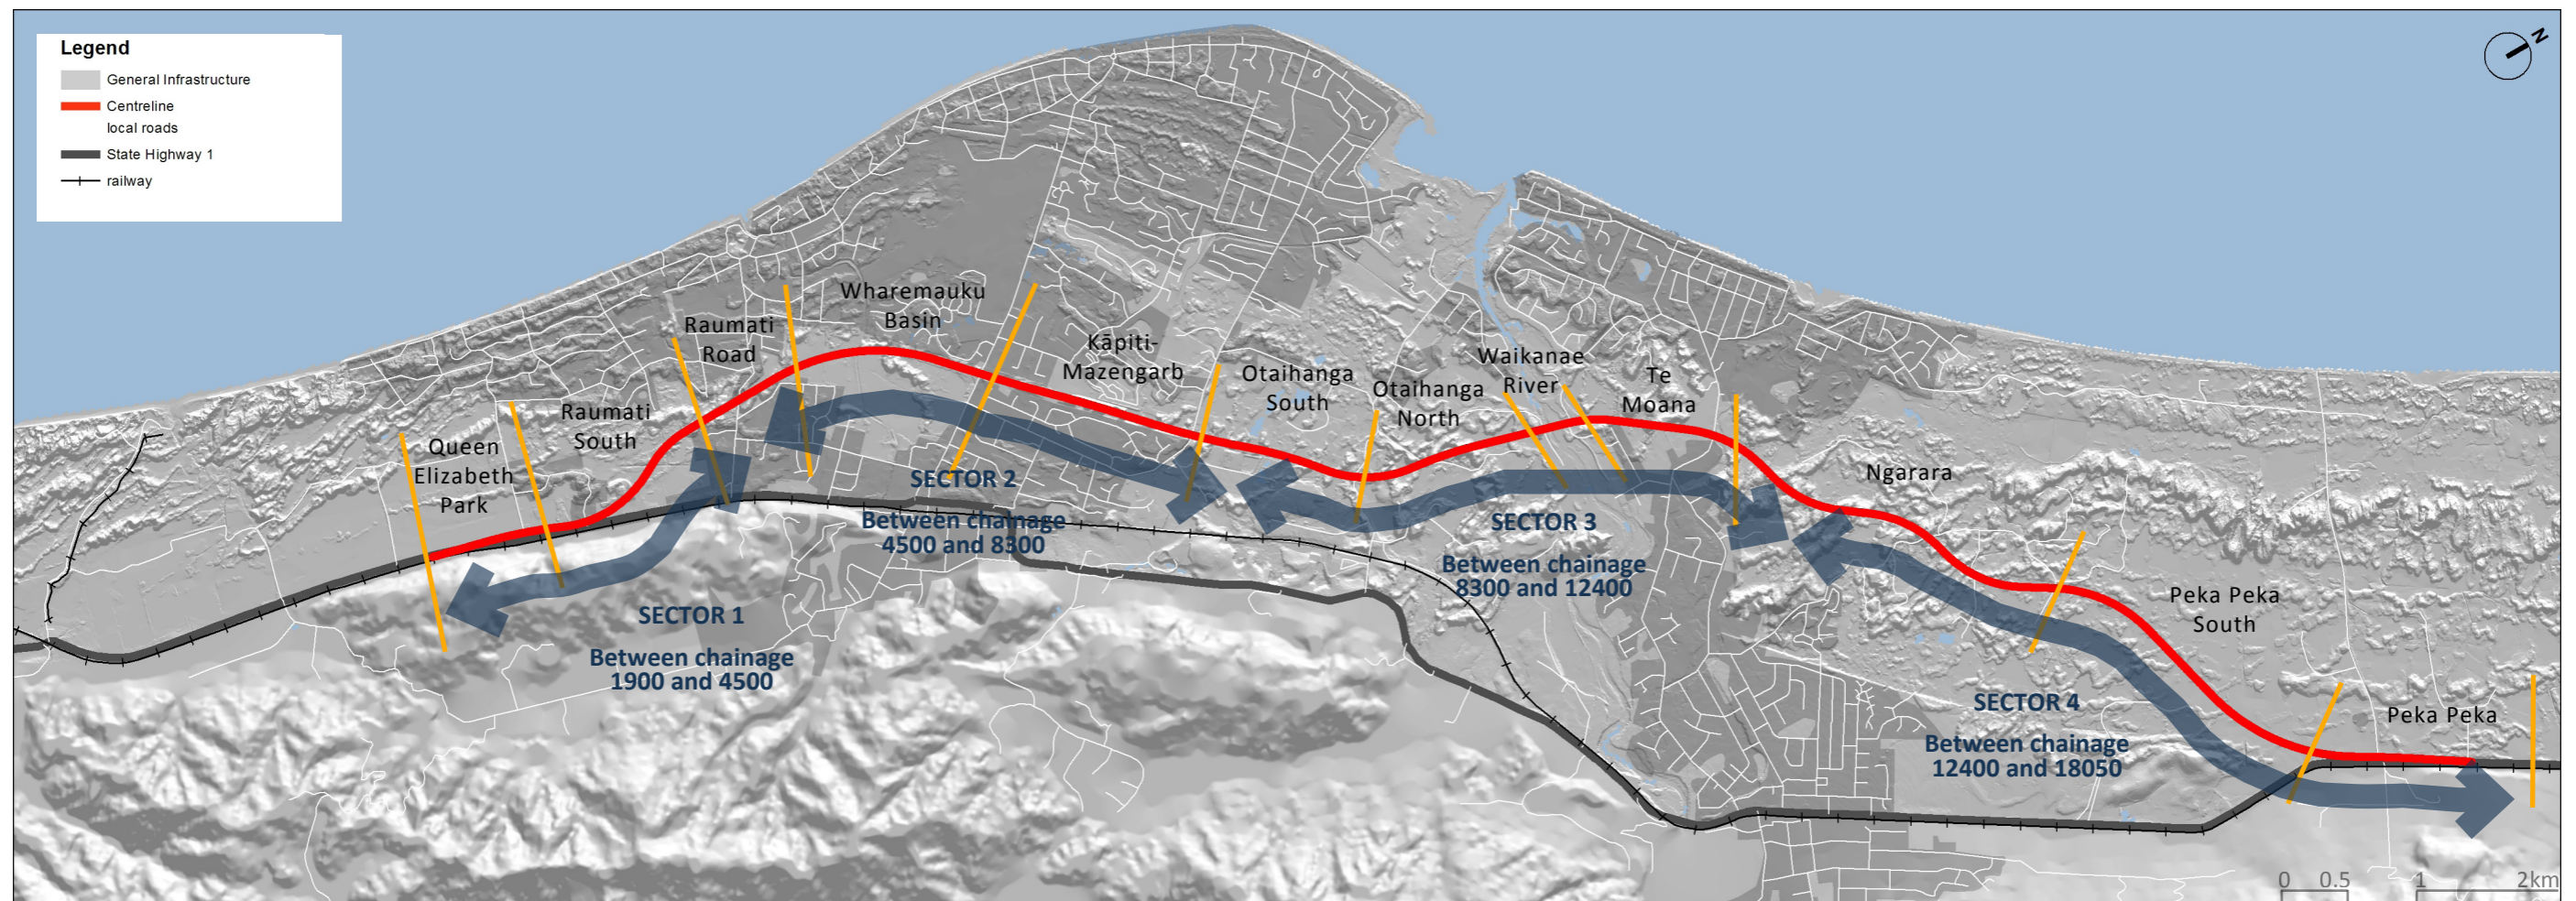 Legend
General Infrastructure
Centreline
local roads
State Highway 1
railway
N
Queen
Elizabeth
Park
Raumati
South
Raumati
Road
Wharemauku
Basin
Kāpiti-
Mazengarb
Otaihanga
South
Otaihanga
North
Waikanae
River
Te
Moana
Ngarara
Peka Peka
South
Peka Peka
SECTOR 1
Between chainage
1900 and 4500
SECTOR 2
Between chainage
4500 and 8300
SECTOR 3
Between chainage
8300 and 12400
SECTOR 4
Between chainage
12400 and 18050
0 0.5 1 2km